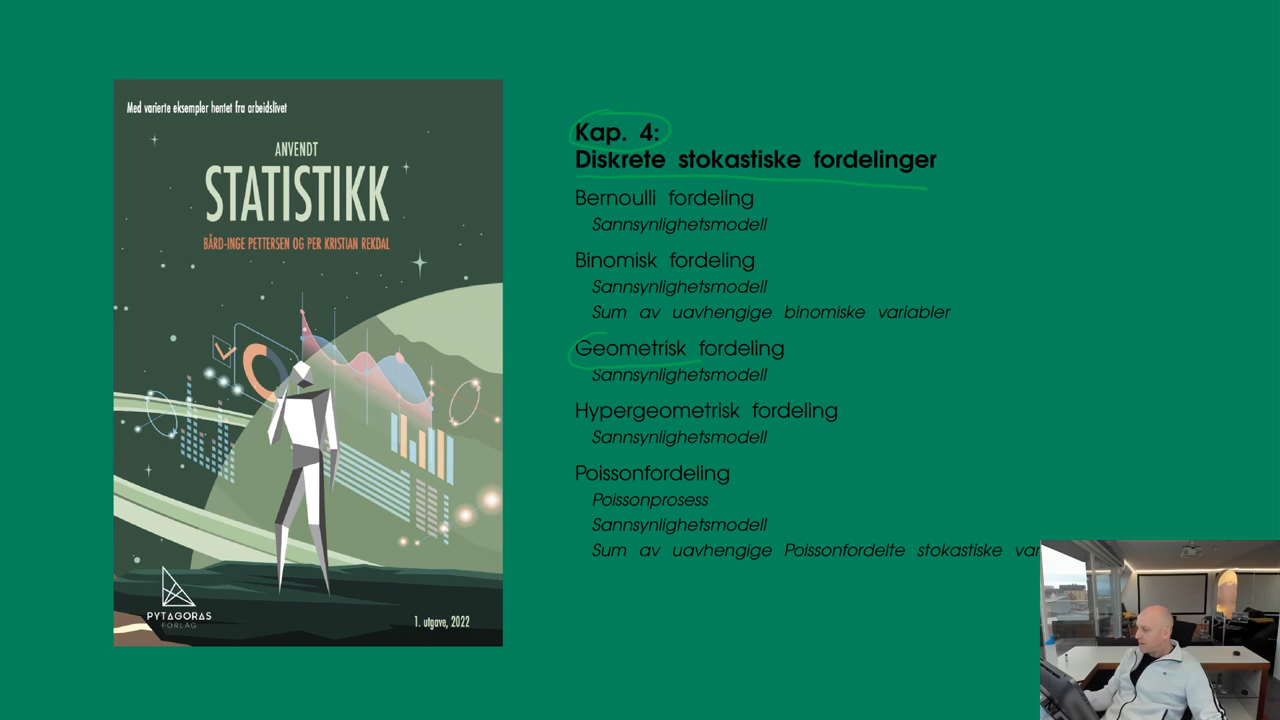 Med varierte eksempler hentet fra arbeidslivet
ANVENDT
STATISTIKK
BÅRD-INGE PETTERSEN OG PER KRISTIAN REKDAL
PYTAGORAS
FORLAG
1. utgave, 2022
Kap. 4:
Diskrete stokastiske fordelinger
Bernoulli fordeling
Sannsynlighetsmodell
Binomisk fordeling
Sannsynlighetsmodell
Sum av uavhengige binomiske variabler
Geometrisk fordeling
Sannsynlighetsmodell
Hypergeometrisk fordeling
Sannsynlighetsmodell
Poissonfordeling
Poissonprosess
Sannsynlighetsmodell
Sum av uavhengige Poissonfordelte stokastiske